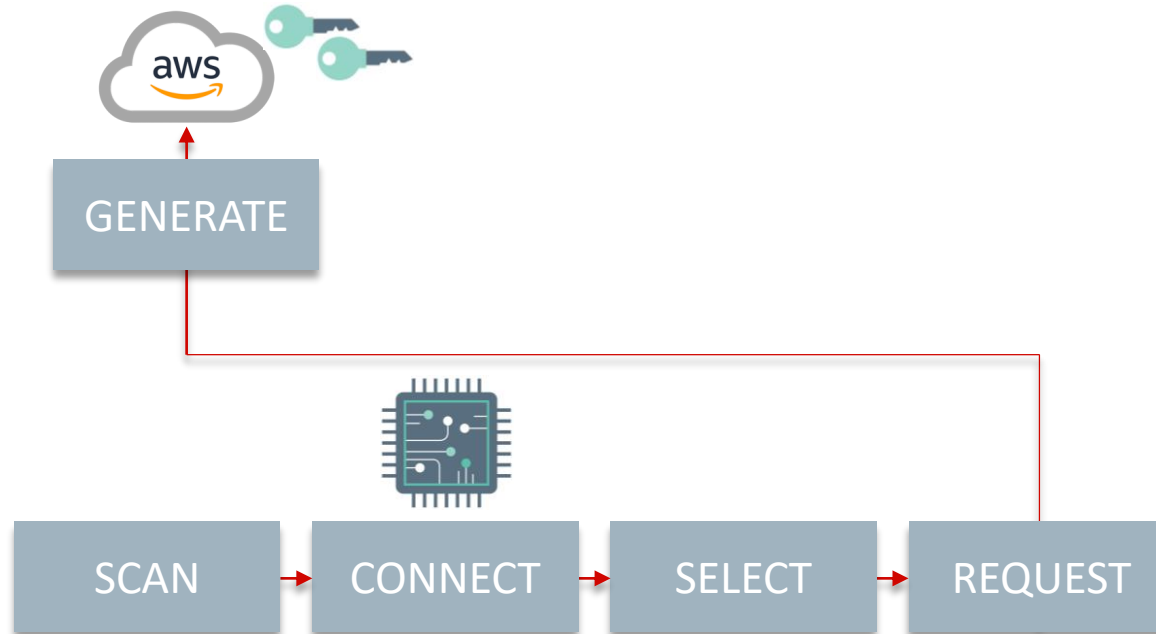 aws
GENERATE
SCAN
CONNECT
SELECT
REQUEST